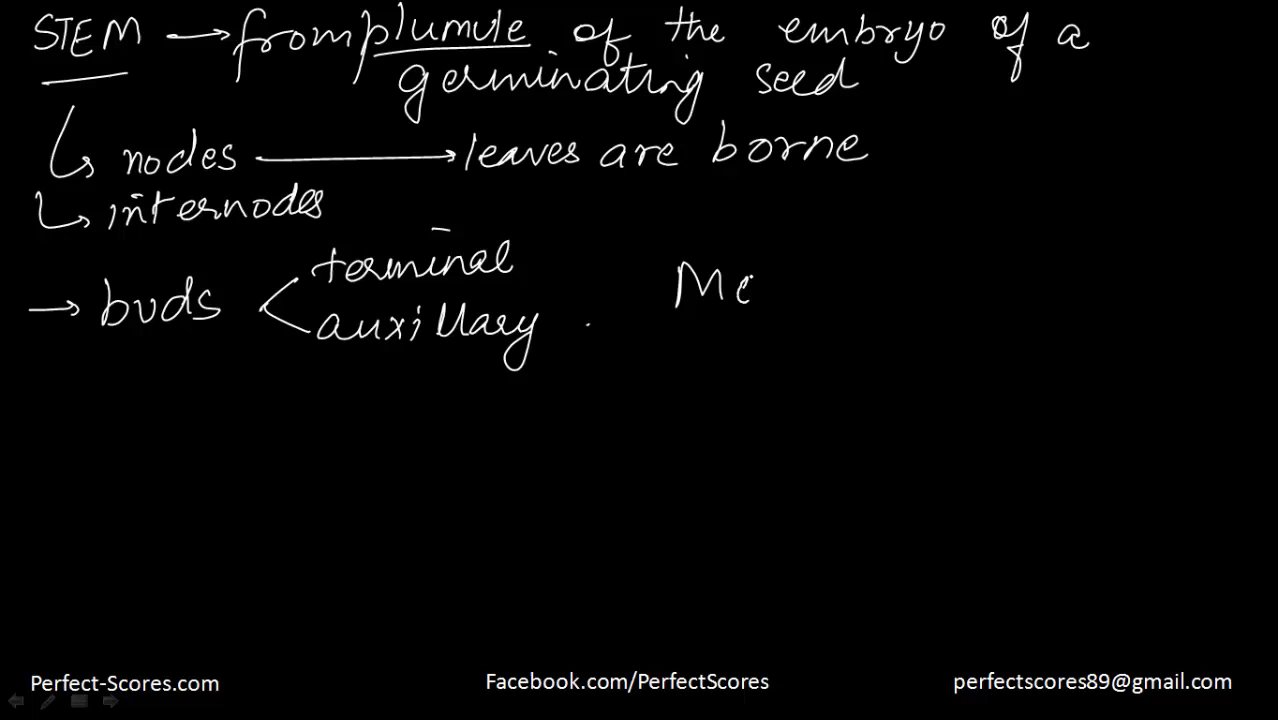 STEM → from plumule of the embryo of a
germinating seed
nodes → leaves are borne
internodes
→ buds < terminal
auxillary . Me
Perfect-Scores.com Facebook.com/PerfectScores perfectscores89@gmail.com